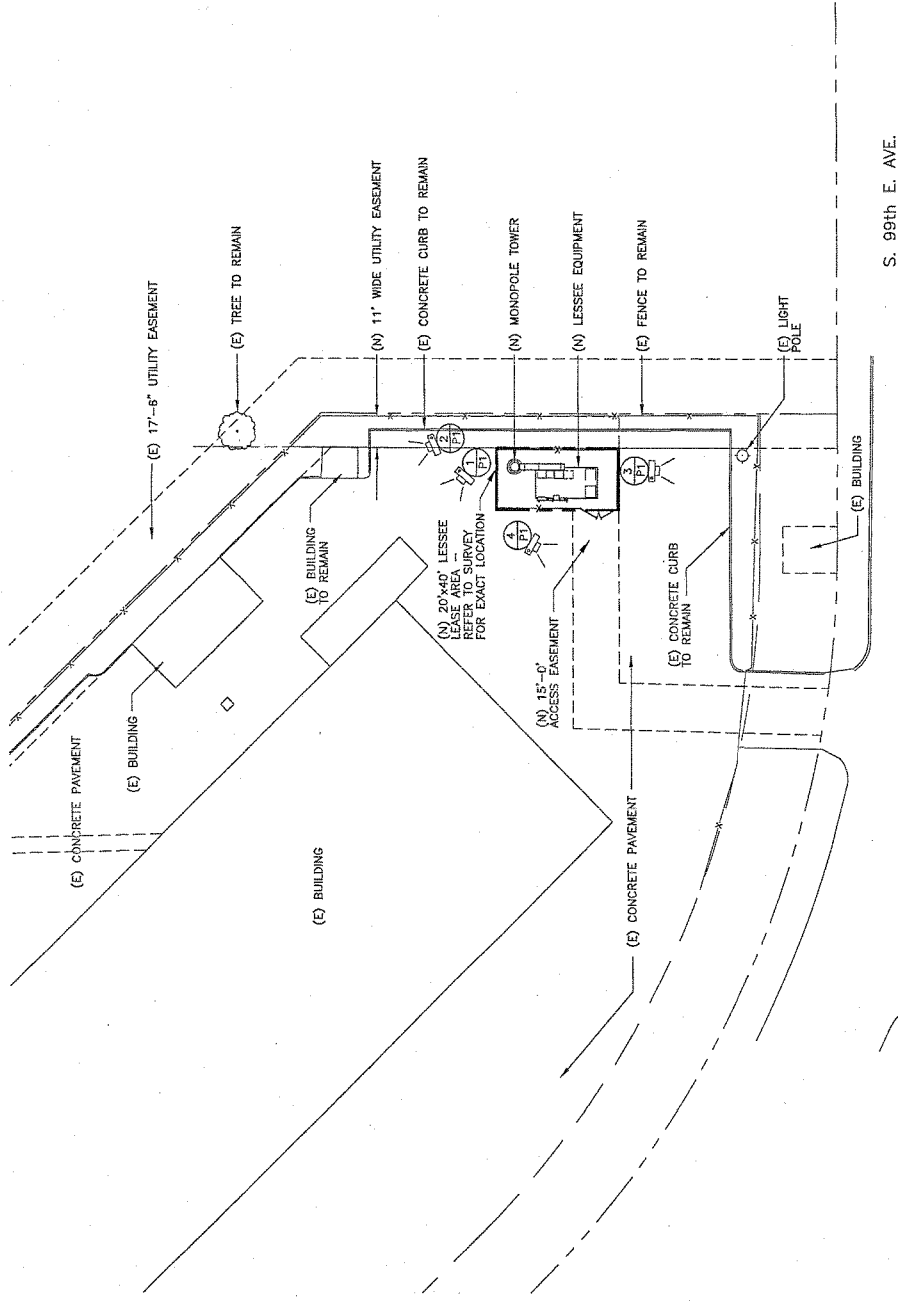 (E) 17'-6" UTILITY EASEMENT
(E) TREE TO REMAIN
(N) 11' WIDE UTILITY EASEMENT
(E) CONCRETE CURB TO REMAIN
(N) MONOPOLE TOWER
(N) LESSEE EQUIPMENT
(E) FENCE TO REMAIN
(E) LIGHT
POLE
(E) BUILDING
S. 99th E. AVE.
(E) CONCRETE PAVEMENT
(E) BUILDING
(E) BUILDING
TO REMAIN
2
P1
1
P1
(N) 20'x40' LESSEE
LEASE AREA –
REFER TO SURVEY
FOR EXACT LOCATION
4
P1
3
P1
(N) 15'-0"
ACCESS EASEMENT
(E) CONCRETE CURB
TO REMAIN
(E) BUILDING
(E) CONCRETE PAVEMENT